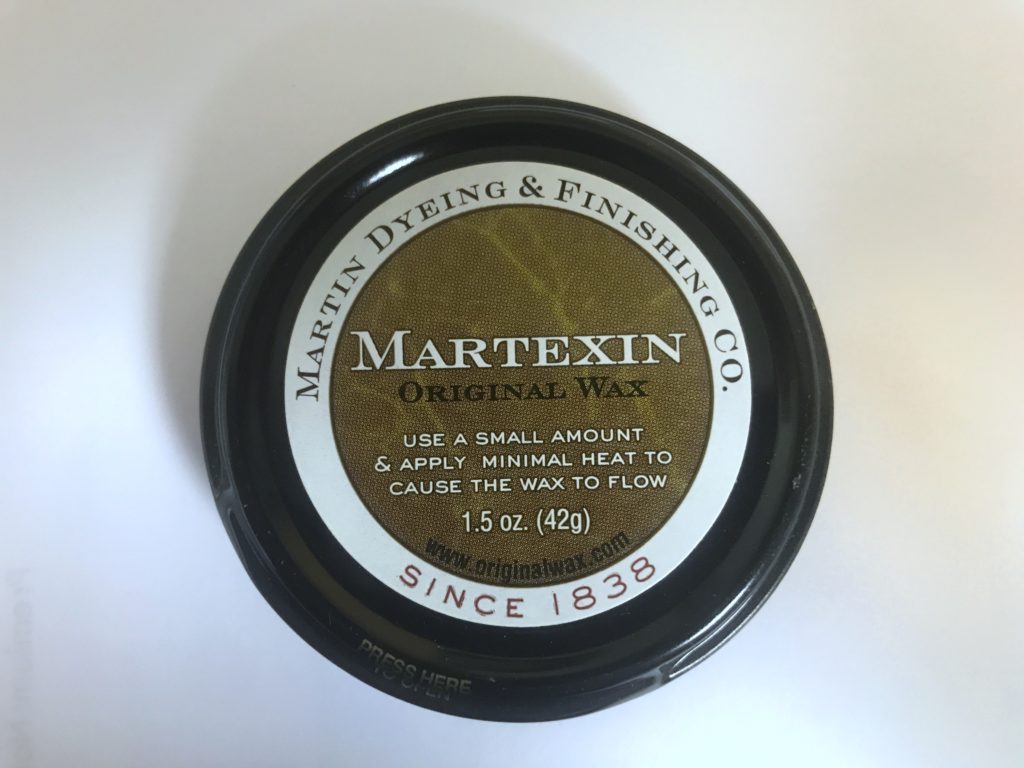 MARTIN DYEING & FINISHING CO.
MARTEXIN
ORIGINAL WAX
USE A SMALL AMOUNT
& APPLY MINIMAL HEAT TO
CAUSE THE WAX TO FLOW
1.5 oz. (42g)
www.originalwax.com
SINCE 1838
PRESS HERE
TO OPEN